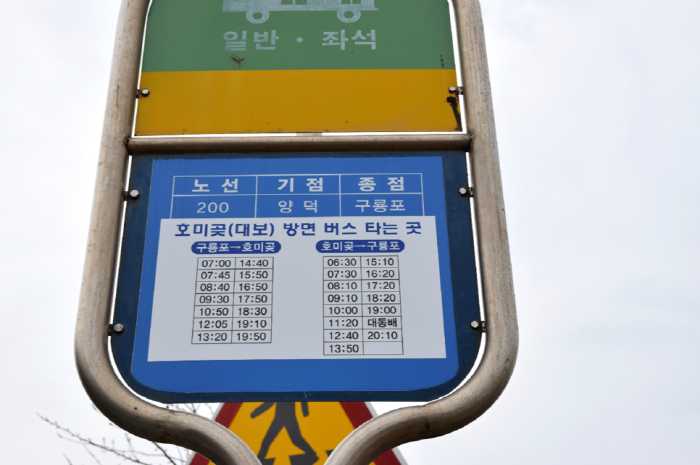 일반 · 좌석
노선 기점 종점
200 양덕 구룡포
호미곶(대보) 방면 버스 타는 곳
구룡포→호미곶 호미곶→구룡포
07:00 14:40 06:30 15:10
07:45 15:50 07:30 16:20
08:40 16:50 08:10 17:20
09:30 17:50 09:10 18:20
10:50 18:30 10:00 19:00
12:05 19:10 11:20 대동배
13:20 19:50 12:40 20:10
13:50